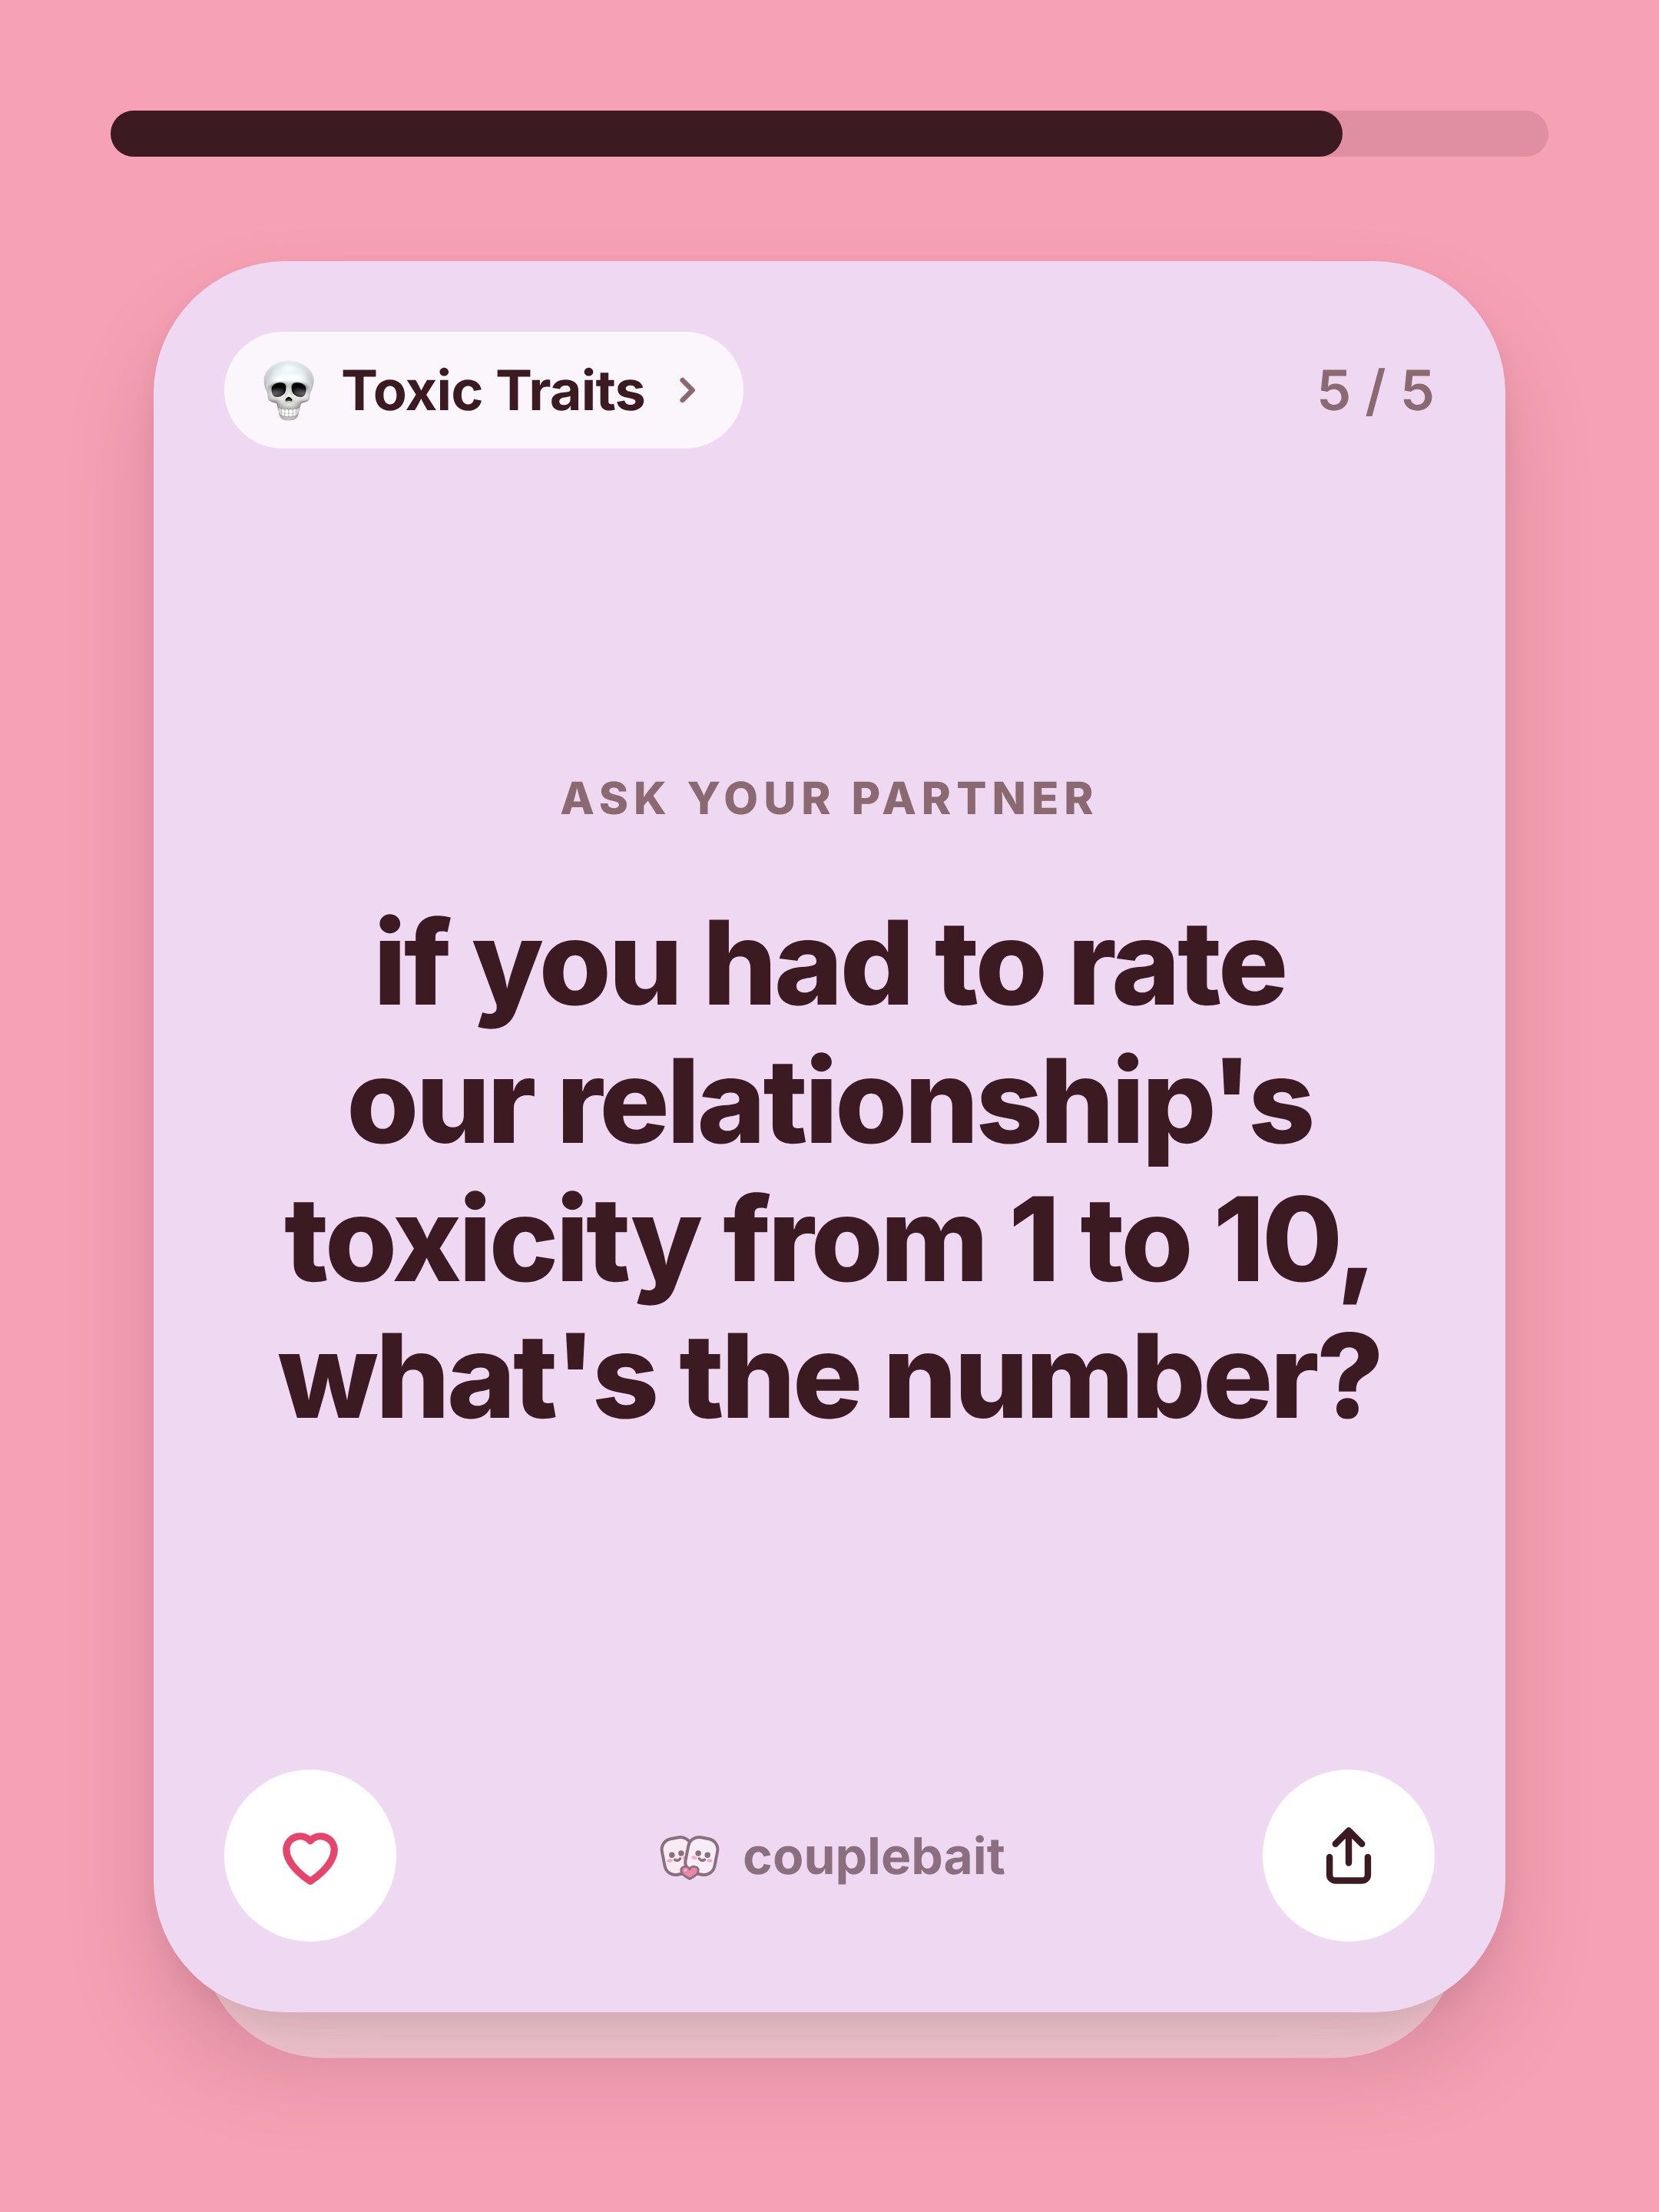 Toxic Traits
5 / 5
ASK YOUR PARTNER
if you had to rate
our relationship's
toxicity from 1 to 10,
what's the number?
couplebait